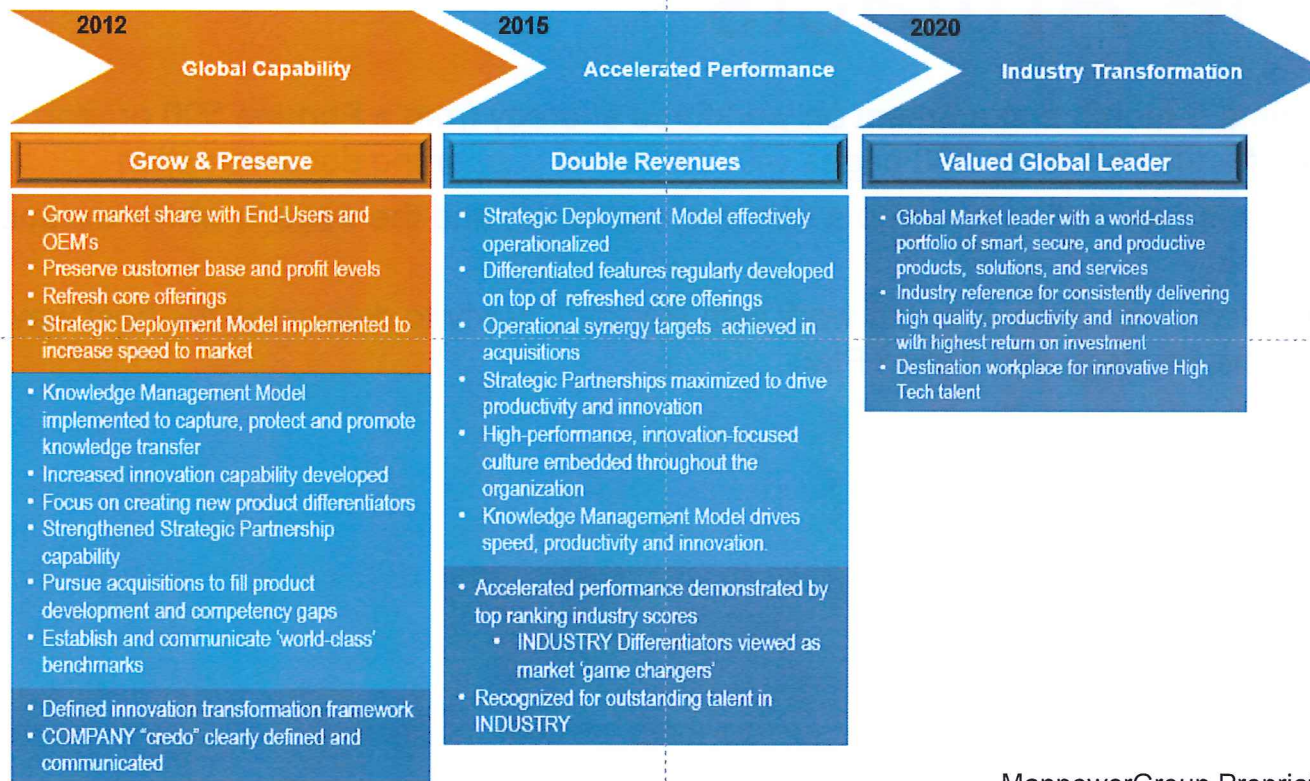 2012
Global Capability
2015
Accelerated Performance
2020
Industry Transformation
Grow & Preserve
• Grow market share with End-Users and
OEM's
• Preserve customer base and profit levels
• Refresh core offerings
• Strategic Deployment Model implemented to
increase speed to market
• Knowledge Management Model
implemented to capture, protect and promote
knowledge transfer
• Increased innovation capability developed
• Focus on creating new product differentiators
• Strengthened Strategic Partnership
capability
• Pursue acquisitions to fill product
development and competency gaps
• Establish and communicate 'world-class'
benchmarks
• Defined innovation transformation framework
• COMPANY "credo" clearly defined and
communicated
Double Revenues
• Strategic Deployment Model effectively
operationalized
• Differentiated features regularly developed
on top of refreshed core offerings
• Operational synergy targets achieved in
acquisitions
• Strategic Partnerships maximized to drive
productivity and innovation
• High-performance, innovation-focused
culture embedded throughout the
organization
• Knowledge Management Model drives
speed, productivity and innovation.
• Accelerated performance demonstrated by
top ranking industry scores
• INDUSTRY Differentiators viewed as
market 'game changers'
• Recognized for outstanding talent in
INDUSTRY
Valued Global Leader
• Global Market leader with a world-class
portfolio of smart, secure, and productive
products, solutions, and services
• Industry reference for consistently delivering
high quality, productivity and innovation
with highest return on investment
• Destination workplace for innovative High
Tech talent